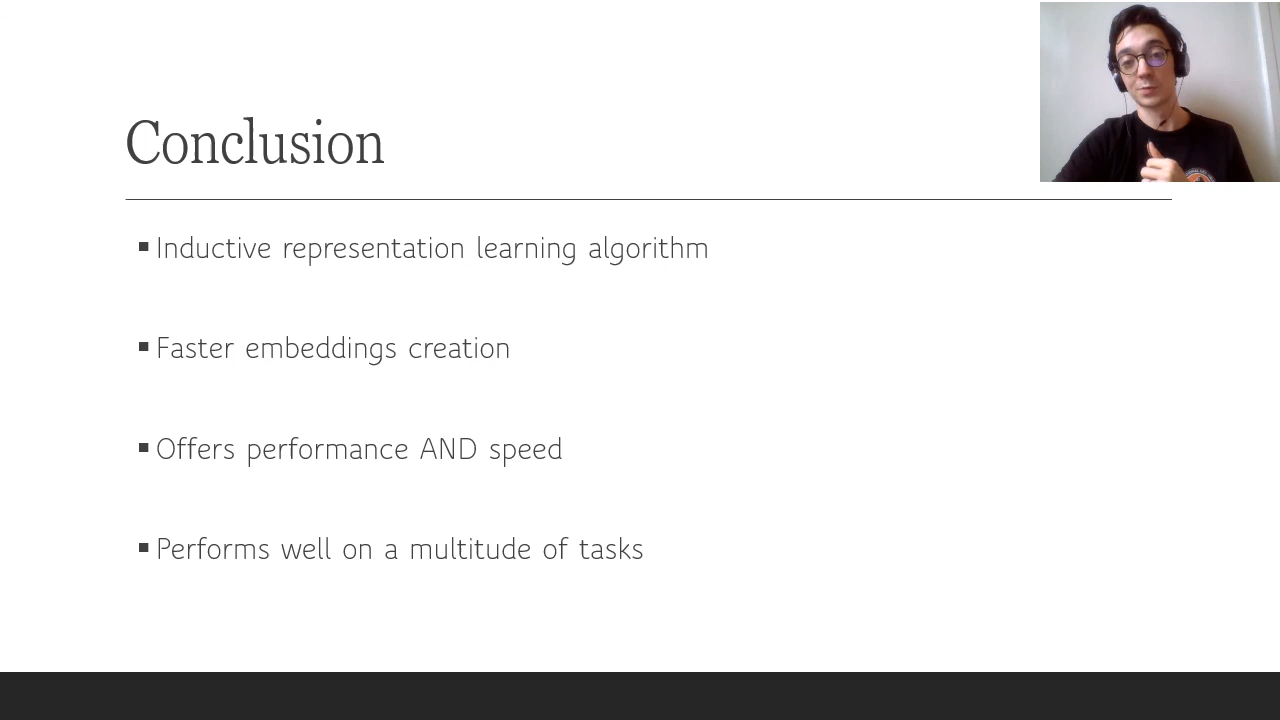 Conclusion
▪ Inductive representation learning algorithm
▪ Faster embeddings creation
▪ Offers performance AND speed
▪ Performs well on a multitude of tasks